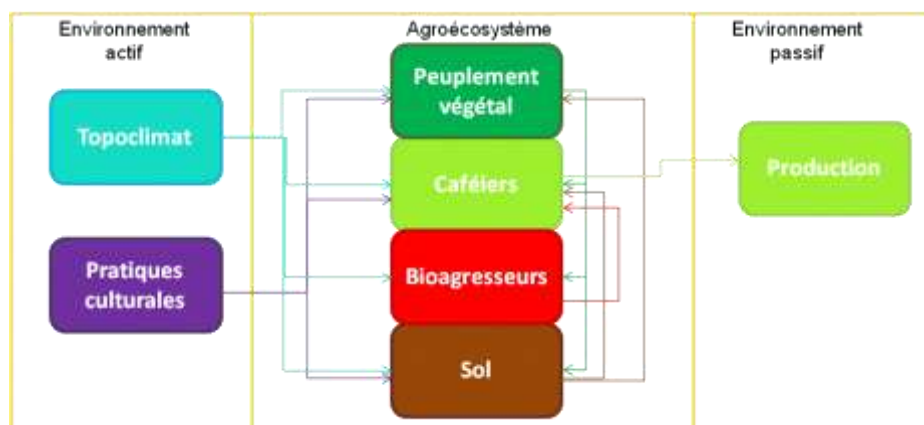 Environnement
actif
Agroécosystème
Environnement
passif
Peuplement
végétal
Topoclimat
Caféiers
Production
Pratiques
culturales
Bioagresseurs
Sol